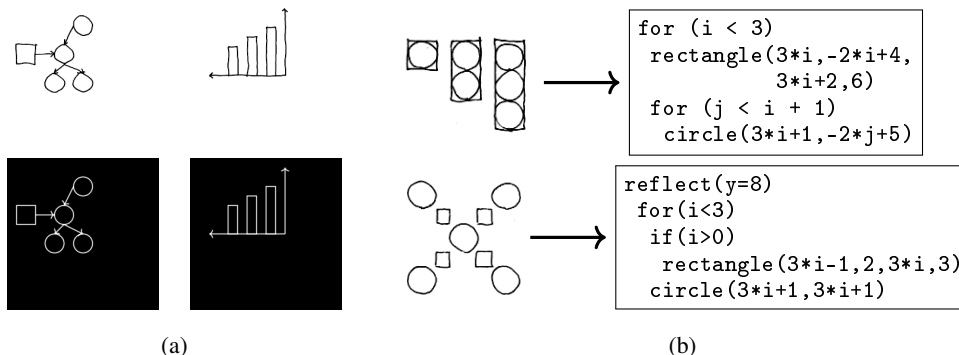 for (i < 3)
rectangle(3*i,-2*i+4,
3*i+2,6)
for (j < i + 1)
circle(3*i+1,-2*j+5)
reflect(y=8)
for(i<3)
if(i>0)
rectangle(3*i-1,2,3*i,3)
circle(3*i+1,3*i+1)
(a)
(b)